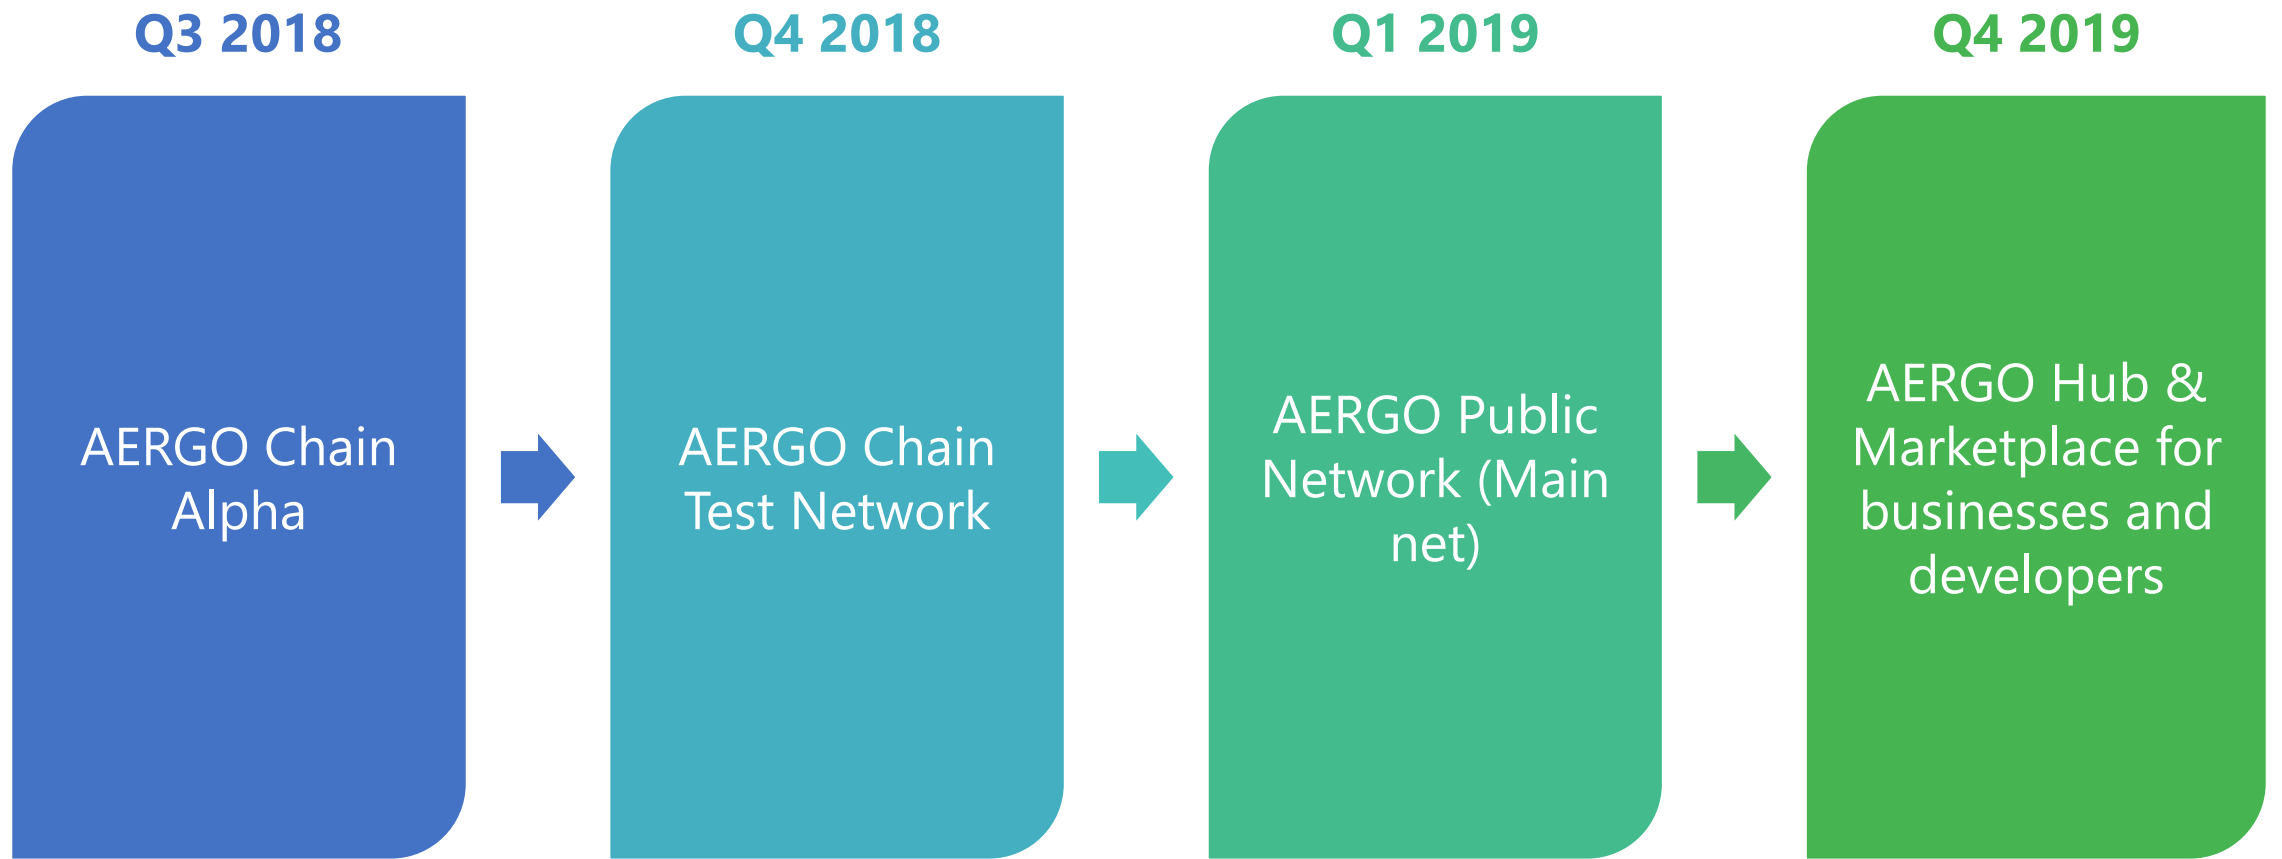 Q3 2018
Q4 2018
Q1 2019
Q4 2019
AERGO Chain
Alpha
AERGO Chain
Test Network
AERGO Public
Network (Main
net)
AERGO Hub &
Marketplace for
businesses and
developers